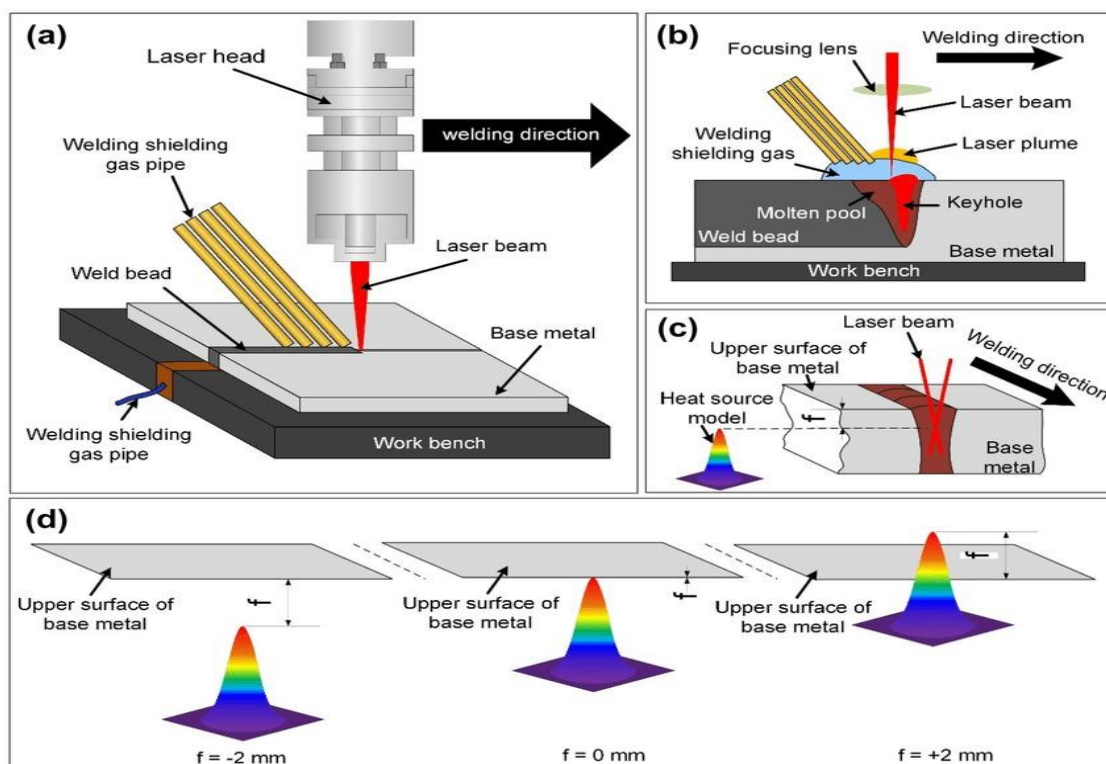 (a)
Laser head
welding direction
Welding shielding
gas pipe
Laser beam
Weld bead
Base metal
Welding shielding
gas pipe
Work bench
(b)
Focusing lens
Welding direction
Laser beam
Welding
shielding gas
Laser plume
Molten pool
Keyhole
Weld bead
Base metal
Work bench
(c)
Laser beam
Upper surface of
base metal
Welding direction
Heat source
model
f
Base
metal
(d)
f
Upper surface of
base metal
f = -2 mm
f
Upper surface of
base metal
f = 0 mm
f
Upper surface of
base metal
f = +2 mm